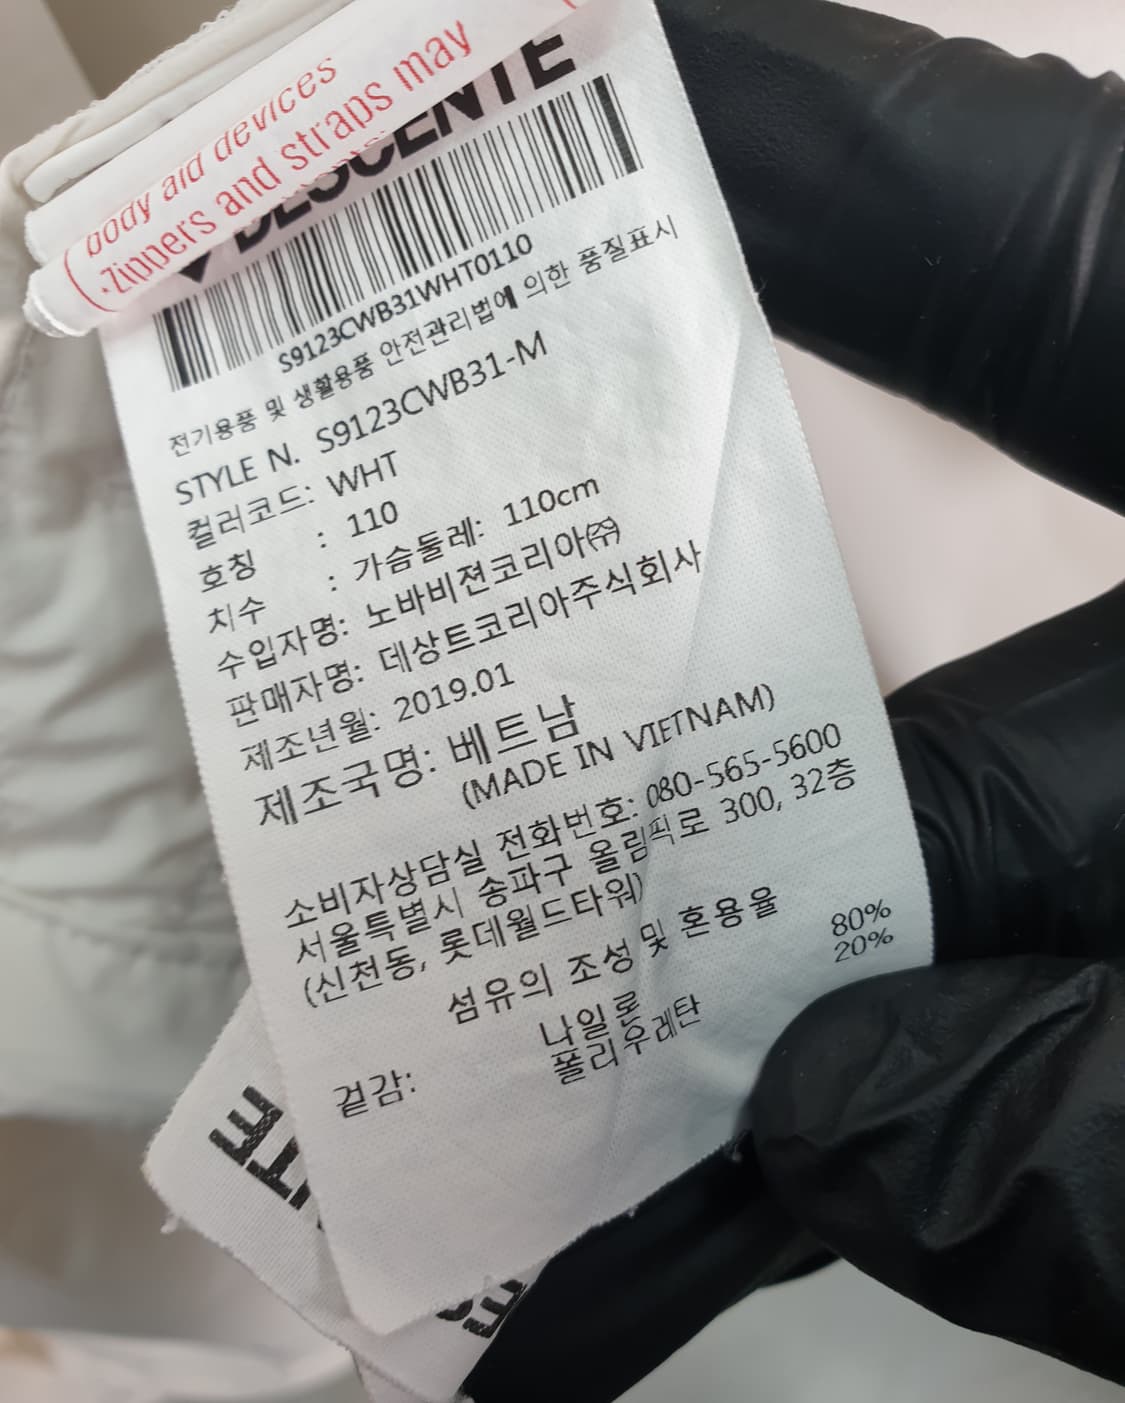 body aid devices
·Zippers and straps may
DESCENTE
S9123CWB31WHT0110
전기용품 및 생활용품 안전관리법에 의한 품질표시
STYLE N. S9123CWB31-M
컬러코드: WHT
호칭 : 110
치수 : 가슴둘레: 110cm
수입자명: 노바비젼코리아㈜
판매자명: 데상트코리아주식회사
제조년월: 2019.01
제조국명: 베트남
(MADE IN VIETNAM)
소비자상담실 전화번호: 080-565-5600
서울특별시 송파구 올림픽로 300, 32층
(신천동, 롯데월드타워)
섬유의 조성 및 혼용율
겉감: 나일론 80%
폴리우레탄 20%